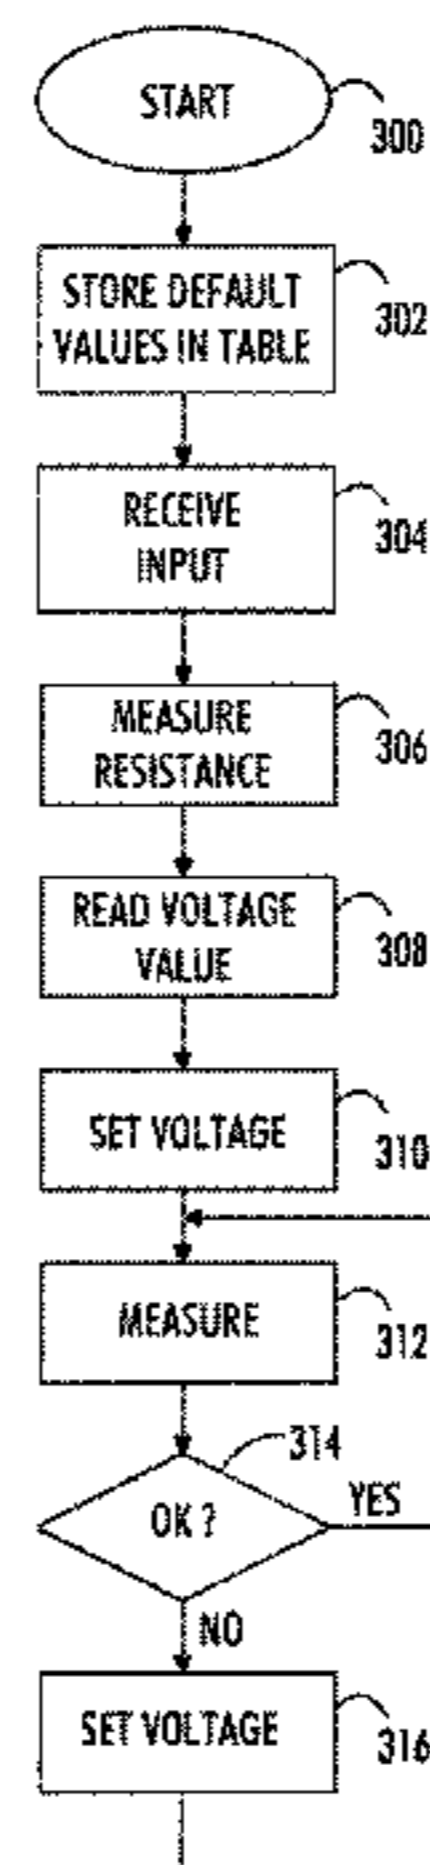 START
300
STORE DEFAULT
VALUES IN TABLE
302
RECEIVE
INPUT
304
MEASURE
RESISTANCE
306
READ VOLTAGE
VALUE
308
SET VOLTAGE
310
MEASURE
312
314
OK ?
YES
NO
SET VOLTAGE
316